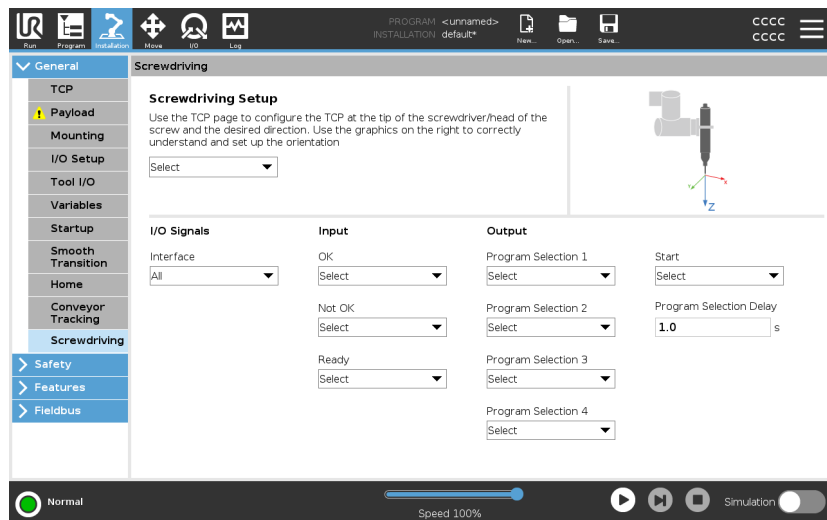 Run
Program
Installation
Move
I/O
Log
PROGRAM <unnamed>
INSTALLATION default*
New...
Open...
Save...
CCCC
CCCC
General
Screwdriving
TCP
Payload
Mounting
I/O Setup
Tool I/O
Variables
Startup
Smooth
Transition
Home
Conveyor
Tracking
Screwdriving
Safety
Features
Fieldbus
Screwdriving Setup
Use the TCP page to configure the TCP at the tip of the screwdriver/head of the
screw and the desired direction. Use the graphics on the right to correctly
understand and set up the orientation
Select
Y
X
Z
I/O Signals
Input
Output
Interface
OK
Program Selection 1
Start
All
Select
Select
Select
Not OK
Program Selection 2
Program Selection Delay
Select
Select
1.0 s
Ready
Program Selection 3
Select
Select
Program Selection 4
Select
Normal
Speed 100%
Simulation